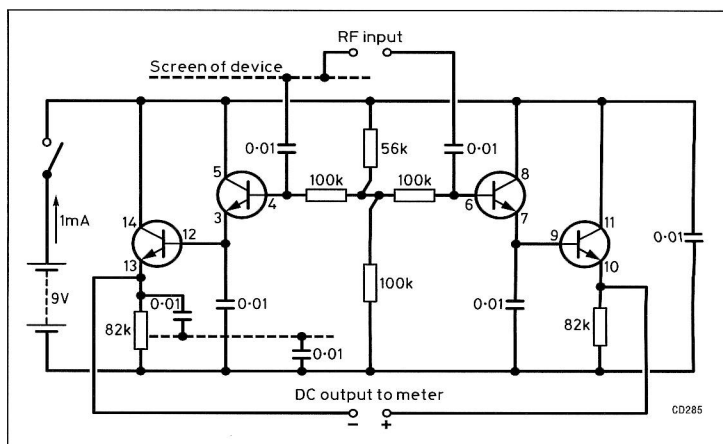 RF input
Screen of device
0·01
56k
0·01
5
8
100k
100k
1mA
4
6
3
7
14
12
9
11
0·01
13
10
9V
0·01
0·01
100k
0·01
82k
82k
0·01
DC output to meter
− +
CD285